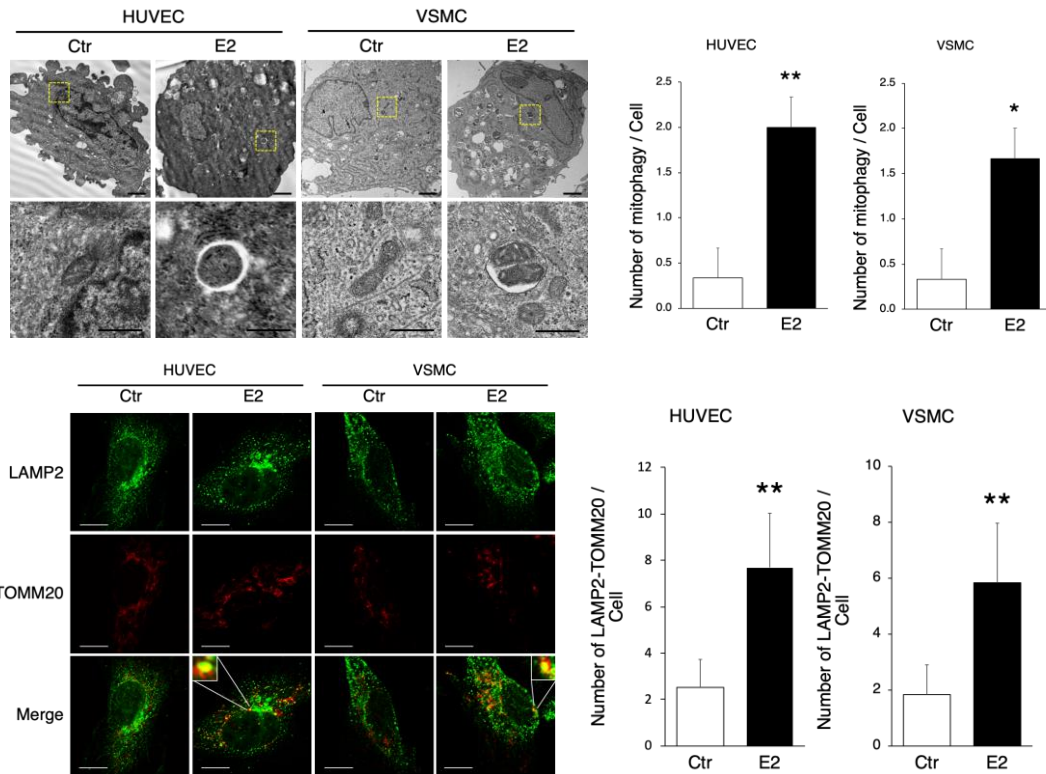 HUVEC VSMC
Ctr E2 Ctr E2
HUVEC VSMC
Number of mitophagy / Cell
2.5
2.0
1.5
1.0
0.5
0.0
**
Ctr E2
Number of mitophagy / Cell
2.5
2.0
1.5
1.0
0.5
0.0
*
Ctr E2
HUVEC VSMC
Ctr E2 Ctr E2
LAMP2
TOMM20
Merge
HUVEC VSMC
Number of LAMP2-TOMM20 /
Cell
12
10
8
6
4
2
0
**
Ctr E2
Number of LAMP2-TOMM20 /
Cell
10
8
6
4
2
0
**
Ctr E2